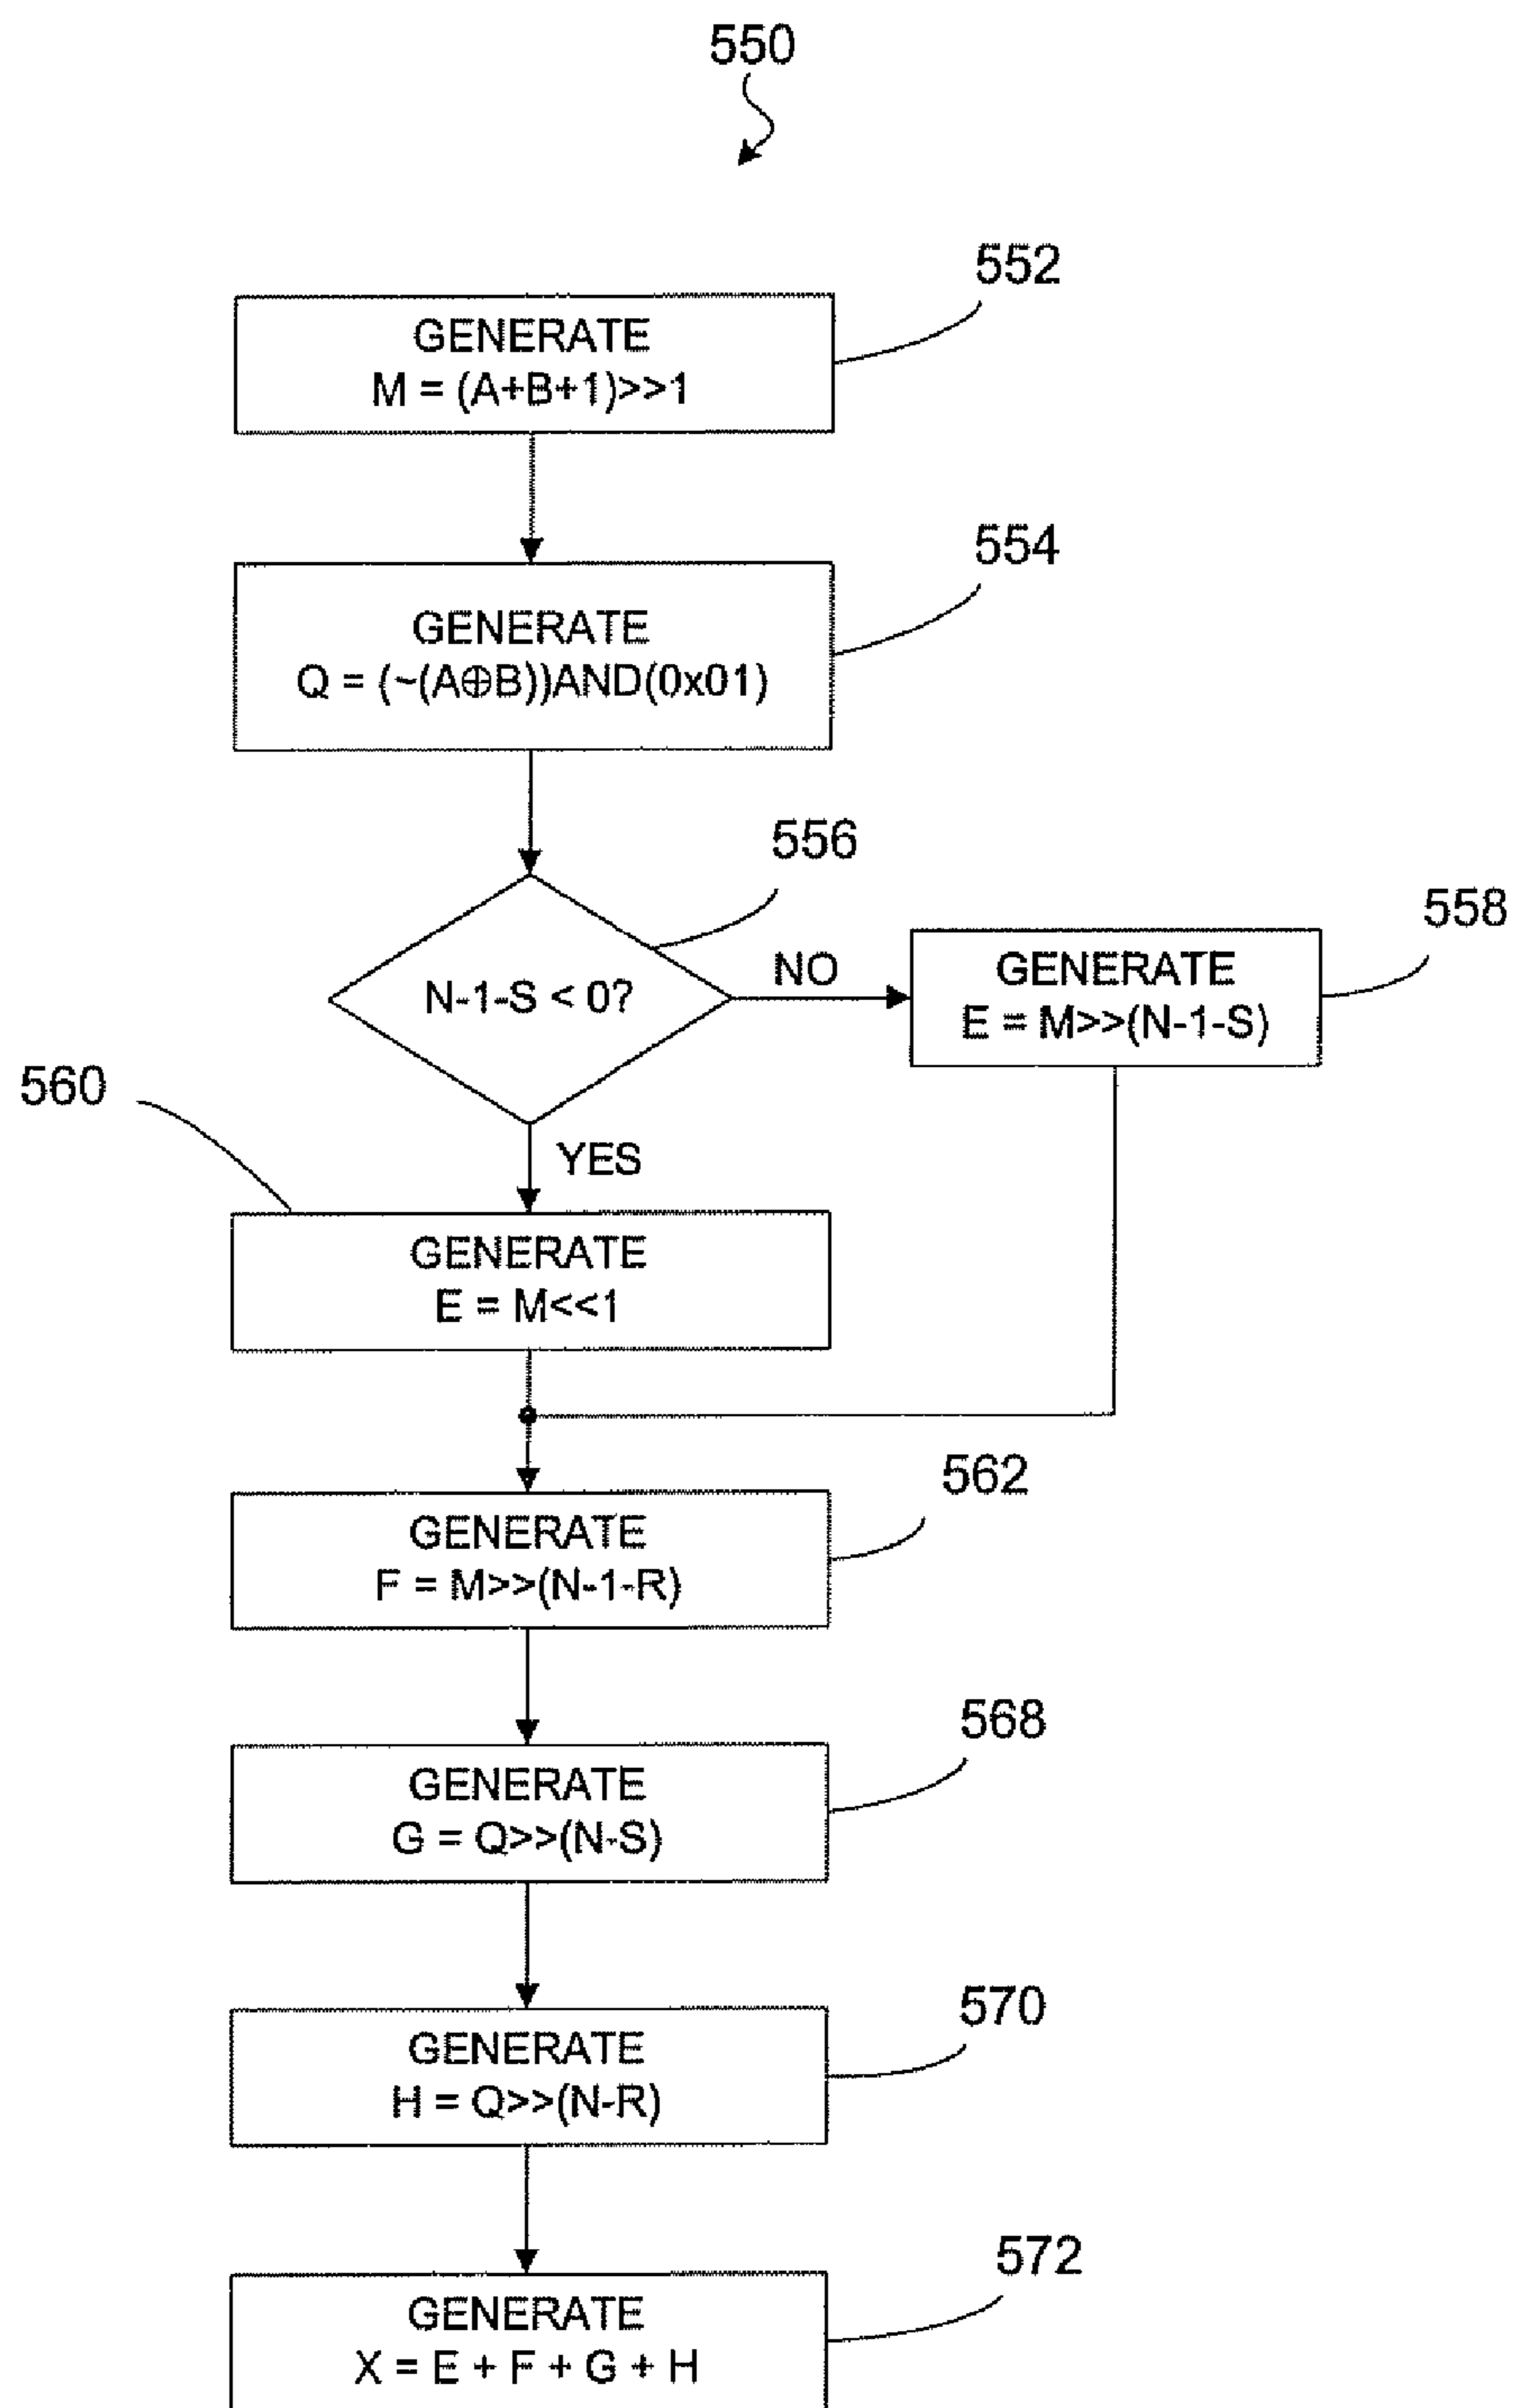 550
552
GENERATE
M = (A+B+1)>>1
554
GENERATE
Q = (~(A⊕B))AND(0x01)
556
558
N-1-S < 0?
NO
GENERATE
E = M>>(N-1-S)
560
YES
GENERATE
E = M<<1
562
GENERATE
F = M>>(N-1-R)
568
GENERATE
G = Q>>(N-S)
570
GENERATE
H = Q>>(N-R)
572
GENERATE
X = E + F + G + H